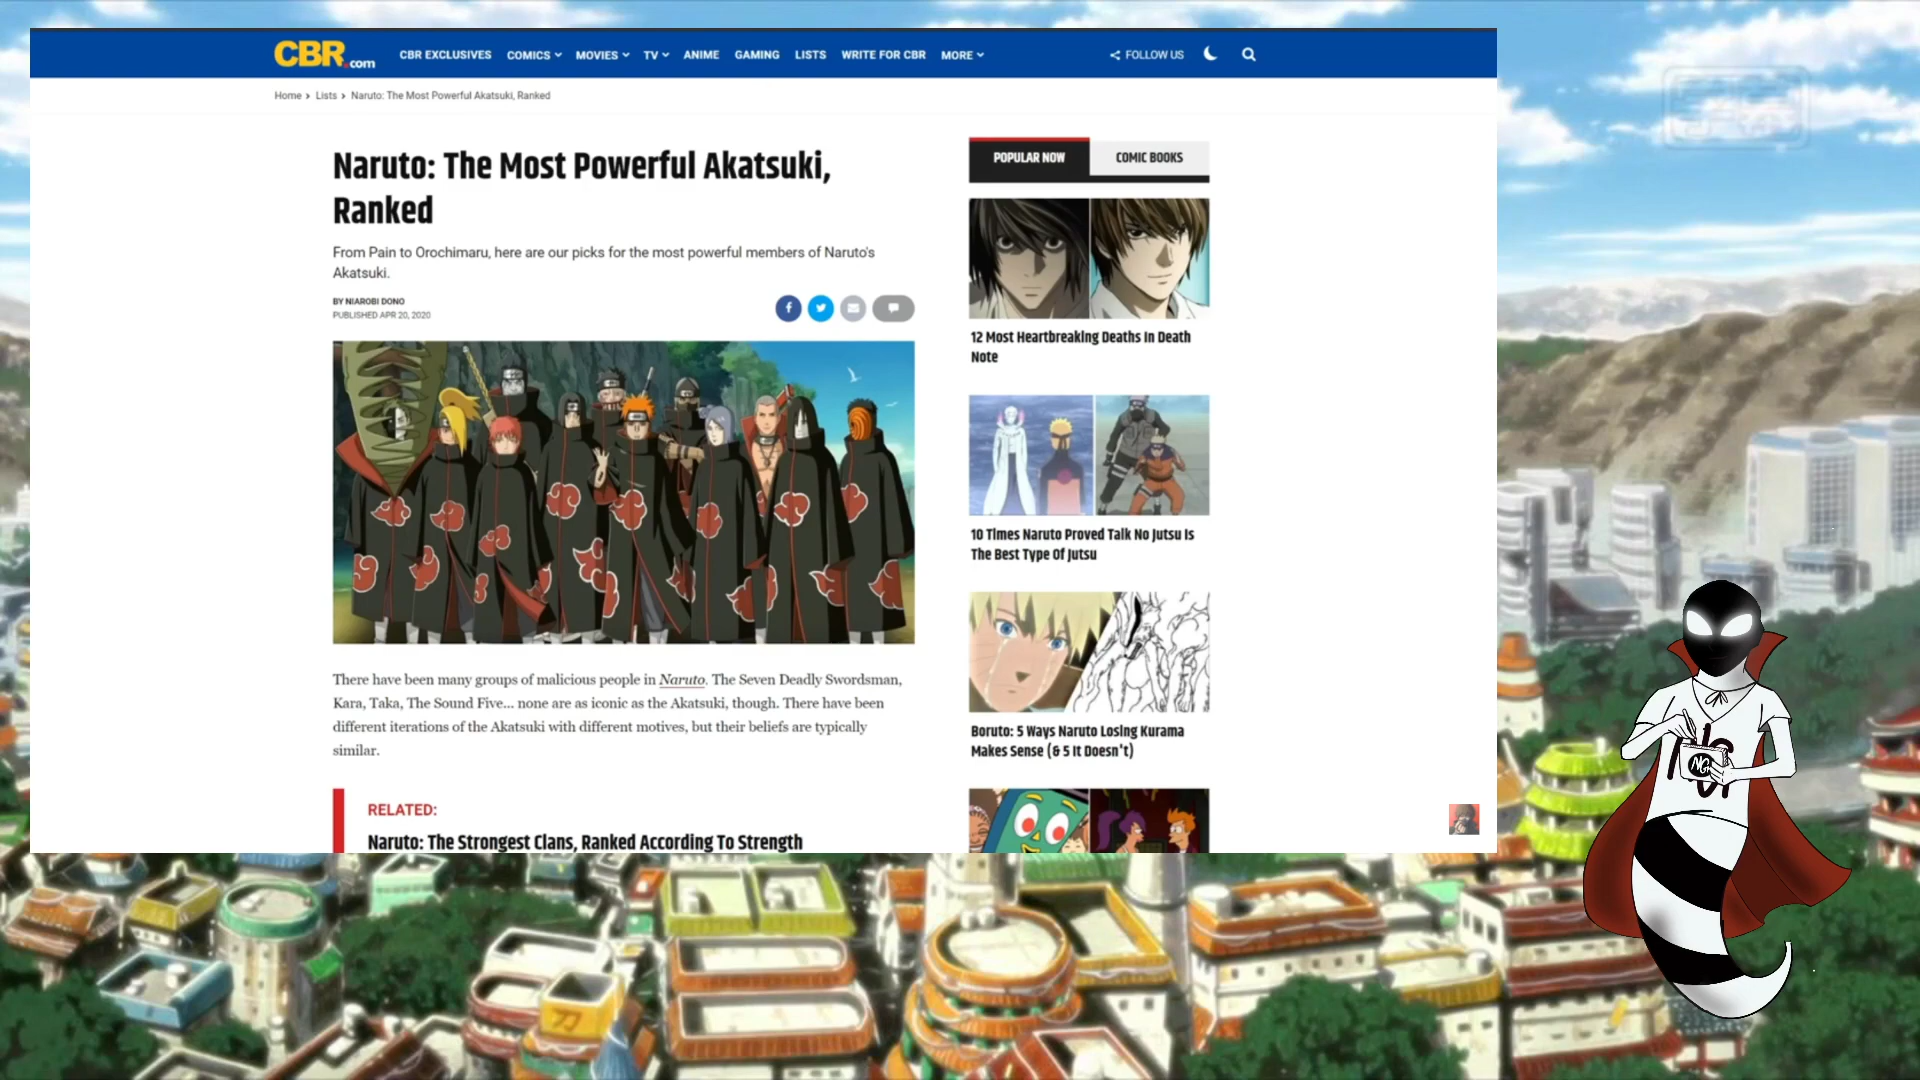 CBR.com
CBR EXCLUSIVES COMICS MOVIES TV ANIME GAMING LISTS WRITE FOR CBR MORE FOLLOW US
Home > Lists > Naruto: The Most Powerful Akatsuki, Ranked
Naruto: The Most Powerful Akatsuki,
Ranked
From Pain to Orochimaru, here are our picks for the most powerful members of Naruto's
Akatsuki.
BY NIAROBI DONO
PUBLISHED APR 20, 2020
There have been many groups of malicious people in Naruto. The Seven Deadly Swordsman,
Kara, Taka, The Sound Five... none are as iconic as the Akatsuki, though. There have been
different iterations of the Akatsuki with different motives, but their beliefs are typically
similar.
RELATED:
Naruto: The Strongest Clans, Ranked According To Strength
POPULAR NOW COMIC BOOKS
12 Most Heartbreaking Deaths In Death
Note
10 Times Naruto Proved Talk No Jutsu Is
The Best Type Of Jutsu
Boruto: 5 Ways Naruto Losing Kurama
Makes Sense (& 5 It Doesn't)
NG